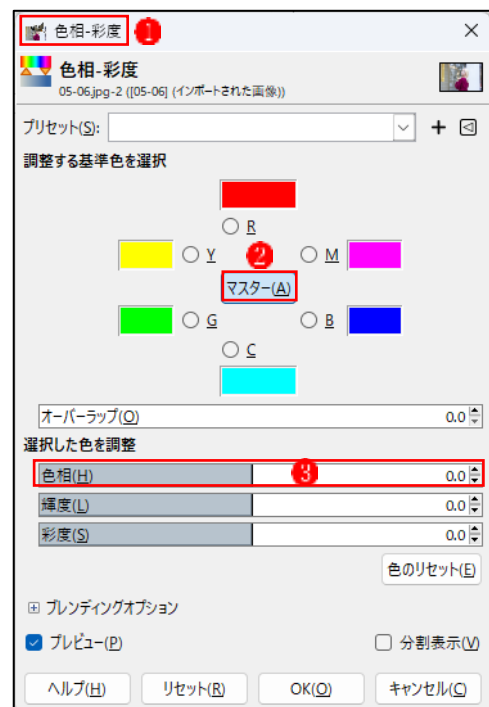 色相-彩度 1
色相-彩度
05-06.jpg-2 ([05-06] (インポートされた画像))
プリセット(S):
調整する基準色を選択
R
Y 2 M
マスター(A)
G B
C
オーバーラップ(O) 0.0
選択した色を調整
色相(H) 3 0.0
輝度(L) 0.0
彩度(S) 0.0
色のリセット(E)
ブレンディングオプション
プレビュー(P) 分割表示(V)
ヘルプ(H) リセット(R) OK(O) キャンセル(C)